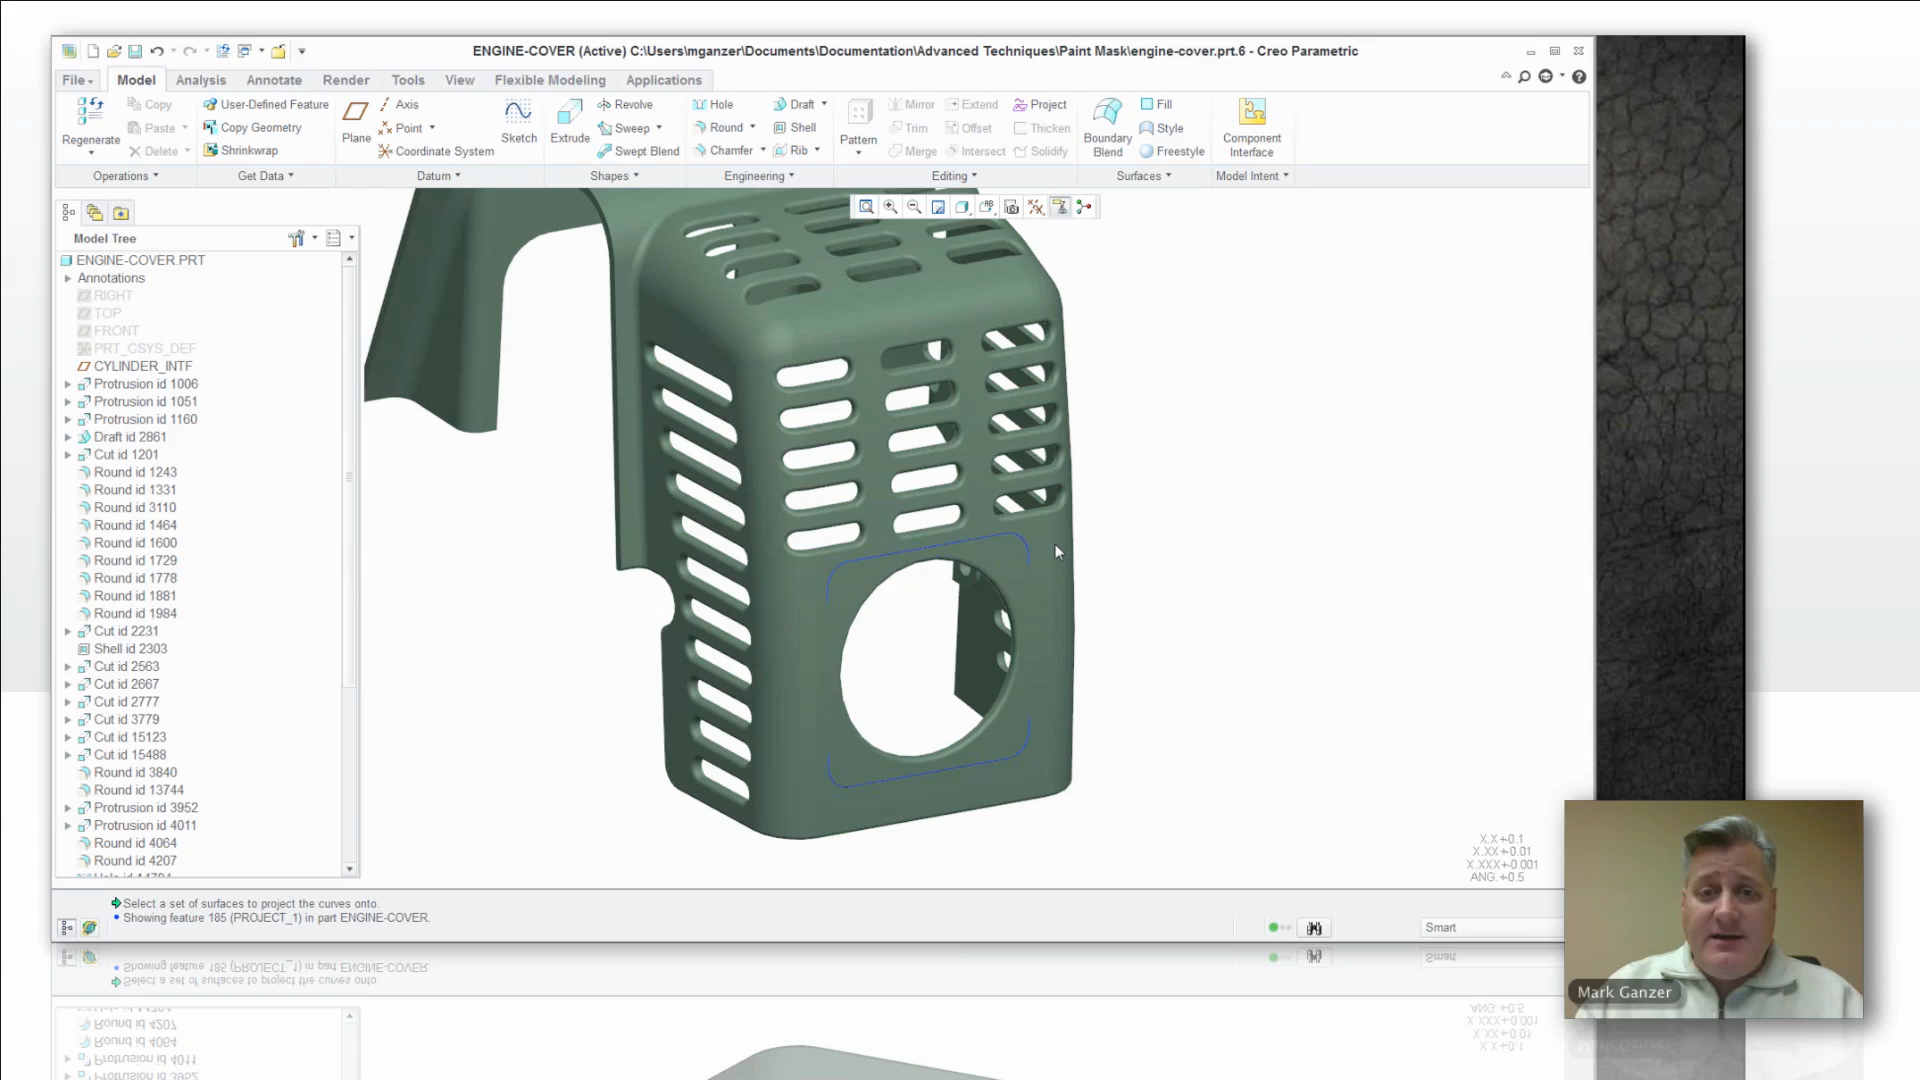 ENGINE-COVER (Active) C:\Users\mganzer\Documents\Documentation\Advanced Techniques\Paint Mask\engine-cover.prt.6 - Creo Parametric
File Model Analysis Annotate Render Tools View Flexible Modeling Applications
Regenerate Copy Paste Delete
User-Defined Feature
Copy Geometry
Shrinkwrap
Plane Axis Point Coordinate System Sketch
Extrude Revolve Sweep Swept Blend
Hole Round Chamfer Draft Shell Rib
Pattern Mirror Trim Merge Extend Offset Intersect Project Thicken Solidify
Boundary Blend Fill Style Freestyle
Component Interface
Operations Get Data Datum Shapes Engineering Editing Surfaces Model Intent
Model Tree
ENGINE-COVER.PRT
Annotations
RIGHT
TOP
FRONT
PRT_CSYS_DEF
CYLINDER_INTF
Protrusion id 1006
Protrusion id 1051
Protrusion id 1160
Draft id 2861
Cut id 1201
Round id 1243
Round id 1331
Round id 3110
Round id 1464
Round id 1600
Round id 1729
Round id 1778
Round id 1881
Round id 1984
Cut id 2231
Shell id 2303
Cut id 2563
Cut id 2667
Cut id 2777
Cut id 3779
Cut id 15123
Cut id 15488
Round id 3840
Round id 13744
Protrusion id 3952
Protrusion id 4011
Round id 4064
Round id 4207
X.X+-0.1
X.XX+-0.01
X.XXX+-0.001
ANG.+-0.5
Select a set of surfaces to project the curves onto.
Showing feature 185 (PROJECT_1) in part ENGINE-COVER.
Smart
Mark Ganzer